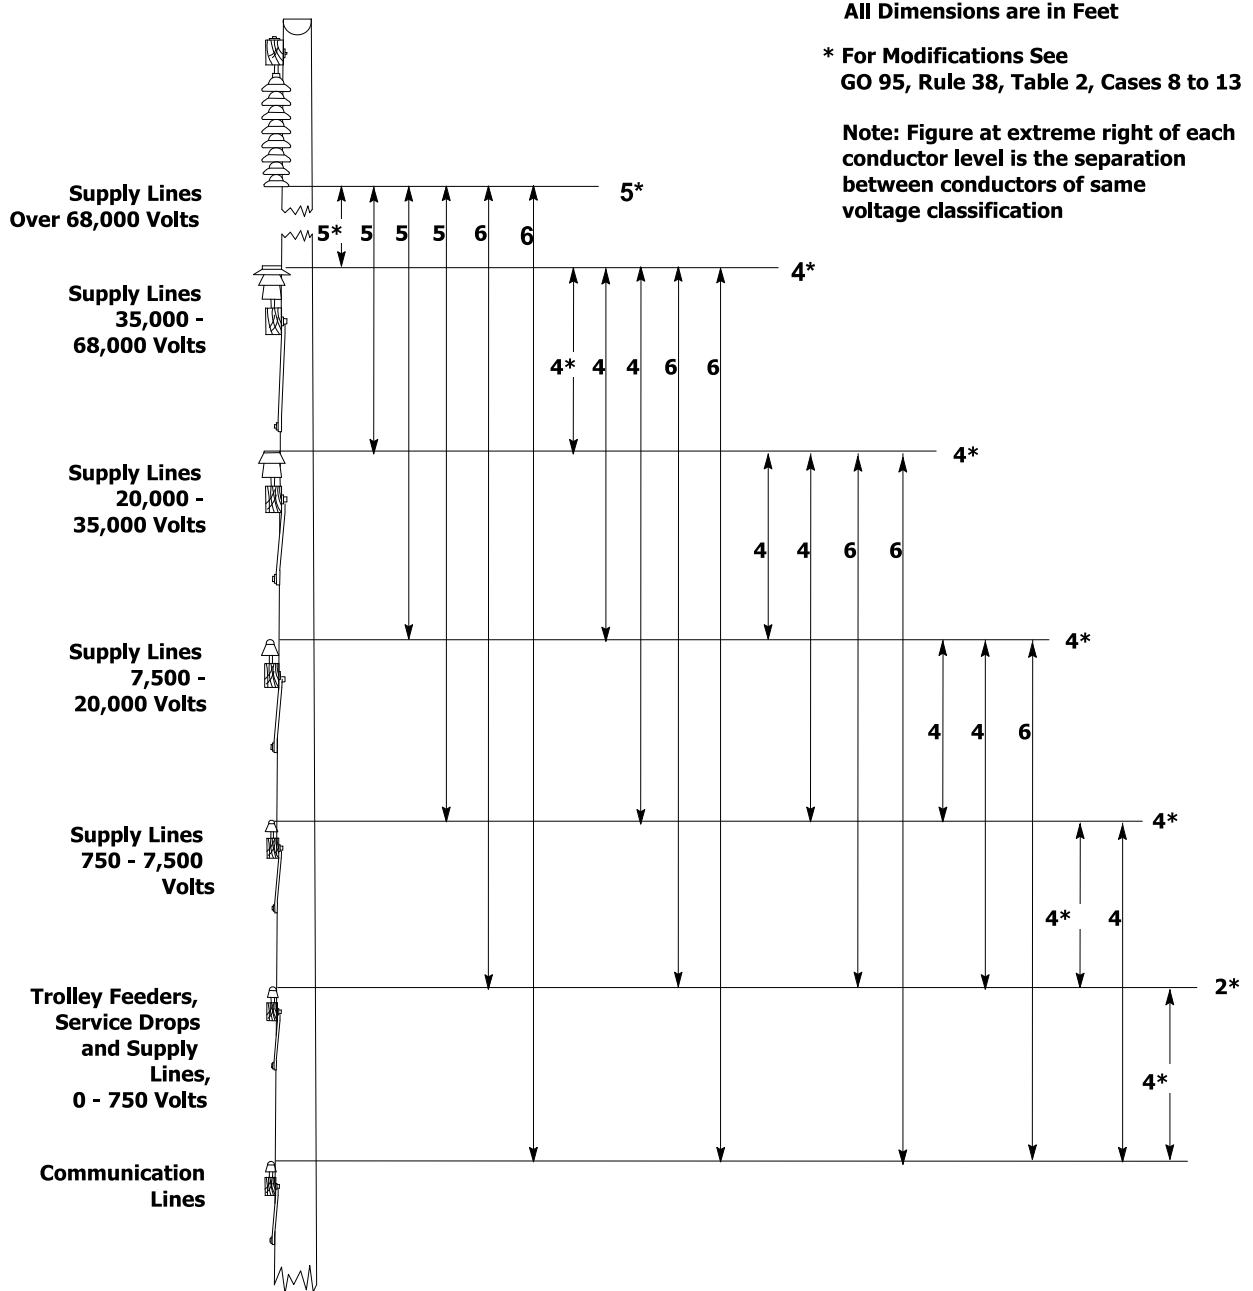 All Dimensions are in Feet
* For Modifications See
GO 95, Rule 38, Table 2, Cases 8 to 13
Note: Figure at extreme right of each
conductor level is the separation
between conductors of same
voltage classification
Supply Lines
Over 68,000 Volts
5*
5* 5 5 5 6 6
Supply Lines
35,000 -
68,000 Volts
4*
4* 4 4 6 6
Supply Lines
20,000 -
35,000 Volts
4*
4 4 6 6
Supply Lines
7,500 -
20,000 Volts
4*
4 4 6
Supply Lines
750 - 7,500
Volts
4*
4* 4
Trolley Feeders,
Service Drops
and Supply
Lines,
0 - 750 Volts
2*
4*
Communication
Lines